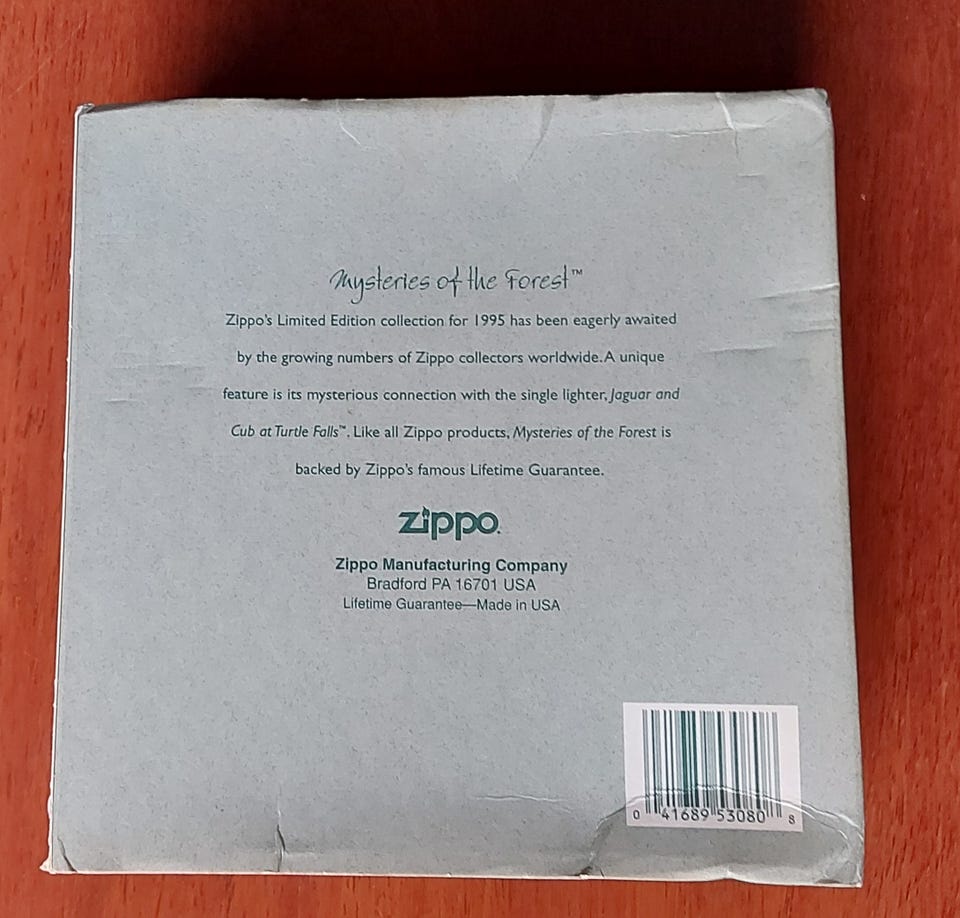 Mysteries of the Forest™
Zippo's Limited Edition collection for 1995 has been eagerly awaited
by the growing numbers of Zippo collectors worldwide. A unique
feature is its mysterious connection with the single lighter, Jaguar and
Cub at Turtle Falls™. Like all Zippo products, Mysteries of the Forest is
backed by Zippo's famous Lifetime Guarantee.
zippo
Zippo Manufacturing Company
Bradford PA 16701 USA
Lifetime Guarantee—Made in USA
0 41689 53080 8